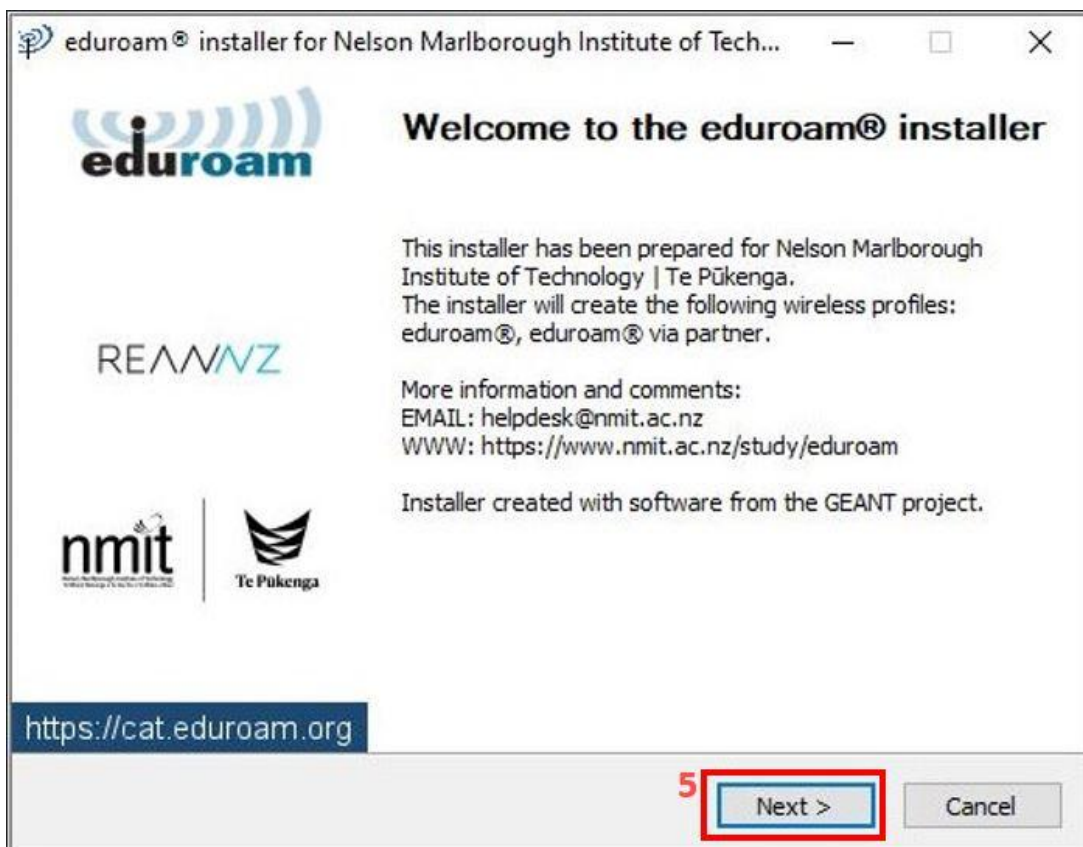 eduroam® installer for Nelson Marlborough Institute of Tech...
eduroam
Welcome to the eduroam® installer
This installer has been prepared for Nelson Marlborough
Institute of Technology | Te Pūkenga.
The installer will create the following wireless profiles:
eduroam®, eduroam® via partner.
REANNZ
More information and comments:
EMAIL: helpdesk@nmit.ac.nz
WWW: https://www.nmit.ac.nz/study/eduroam
Installer created with software from the GEANT project.
nmit
Te Pūkenga
https://cat.eduroam.org
5
Next >
Cancel